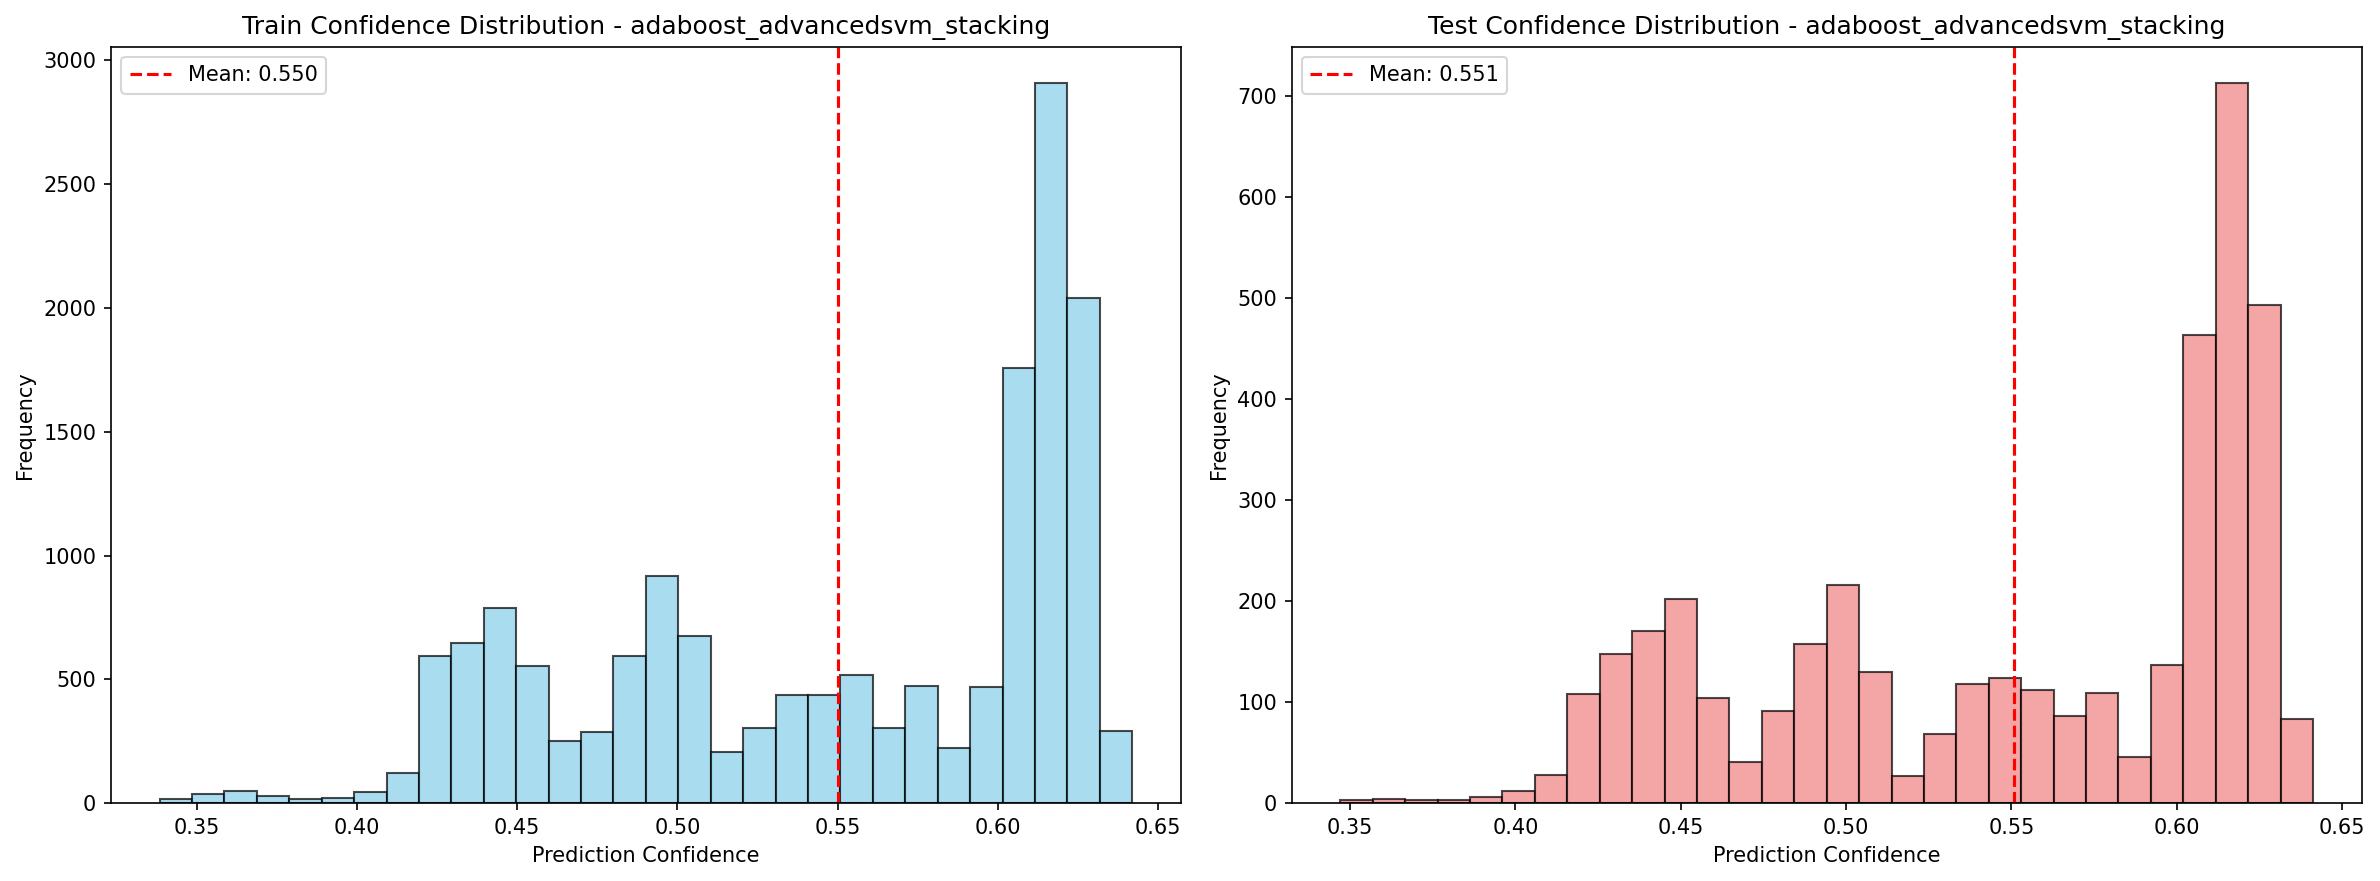 Train Confidence Distribution - adaboost_advancedsvm_stacking
Mean: 0.550
3000
2500
2000
1500
1000
500
0
Frequency
0.35 0.40 0.45 0.50 0.55 0.60 0.65
Prediction Confidence
Test Confidence Distribution - adaboost_advancedsvm_stacking
Mean: 0.551
700
600
500
400
300
200
100
0
Frequency
0.35 0.40 0.45 0.50 0.55 0.60 0.65
Prediction Confidence